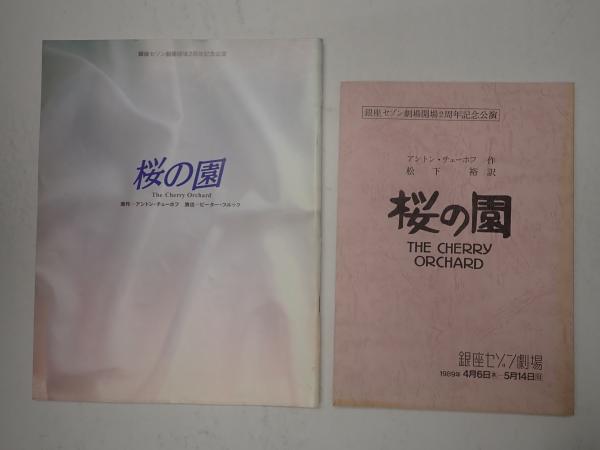 銀座セゾン劇場開場2周年記念公演
桜の園
The Cherry Orchard
原作—アントン・チェーホフ 演出—ピーター・ブルック
銀座セゾン劇場開場2周年記念公演
アントン・チェーホフ 作
松下 裕 訳
桜の園
THE CHERRY
ORCHARD
銀座セゾン劇場
1989年 4月6日木—5月14日日